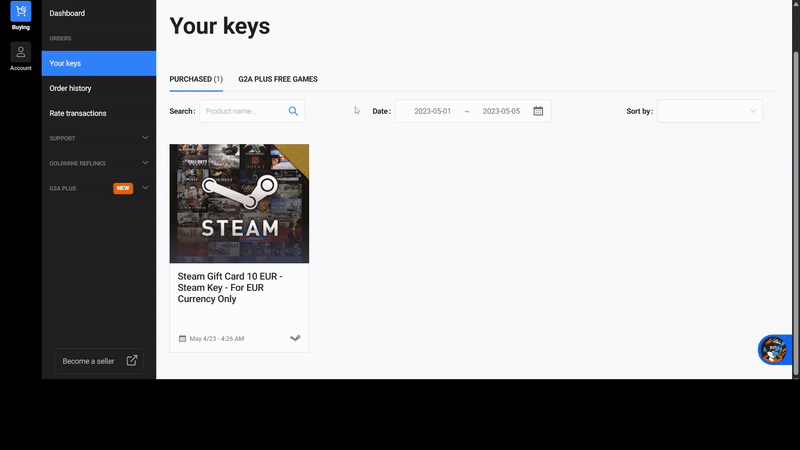 Buying
Account
Dashboard
ORDERS
Your keys
Order history
Rate transactions
SUPPORT
GOLDMINE REFLINKS
G2A PLUS NEW
Become a seller
Your keys
PURCHASED (1) G2A PLUS FREE GAMES
Search: Product name... Date: 2023-05-01 ~ 2023-05-05 Sort by:
STEAM
Steam Gift Card 10 EUR -
Steam Key - For EUR
Currency Only
May 4/23 - 4:26 AM